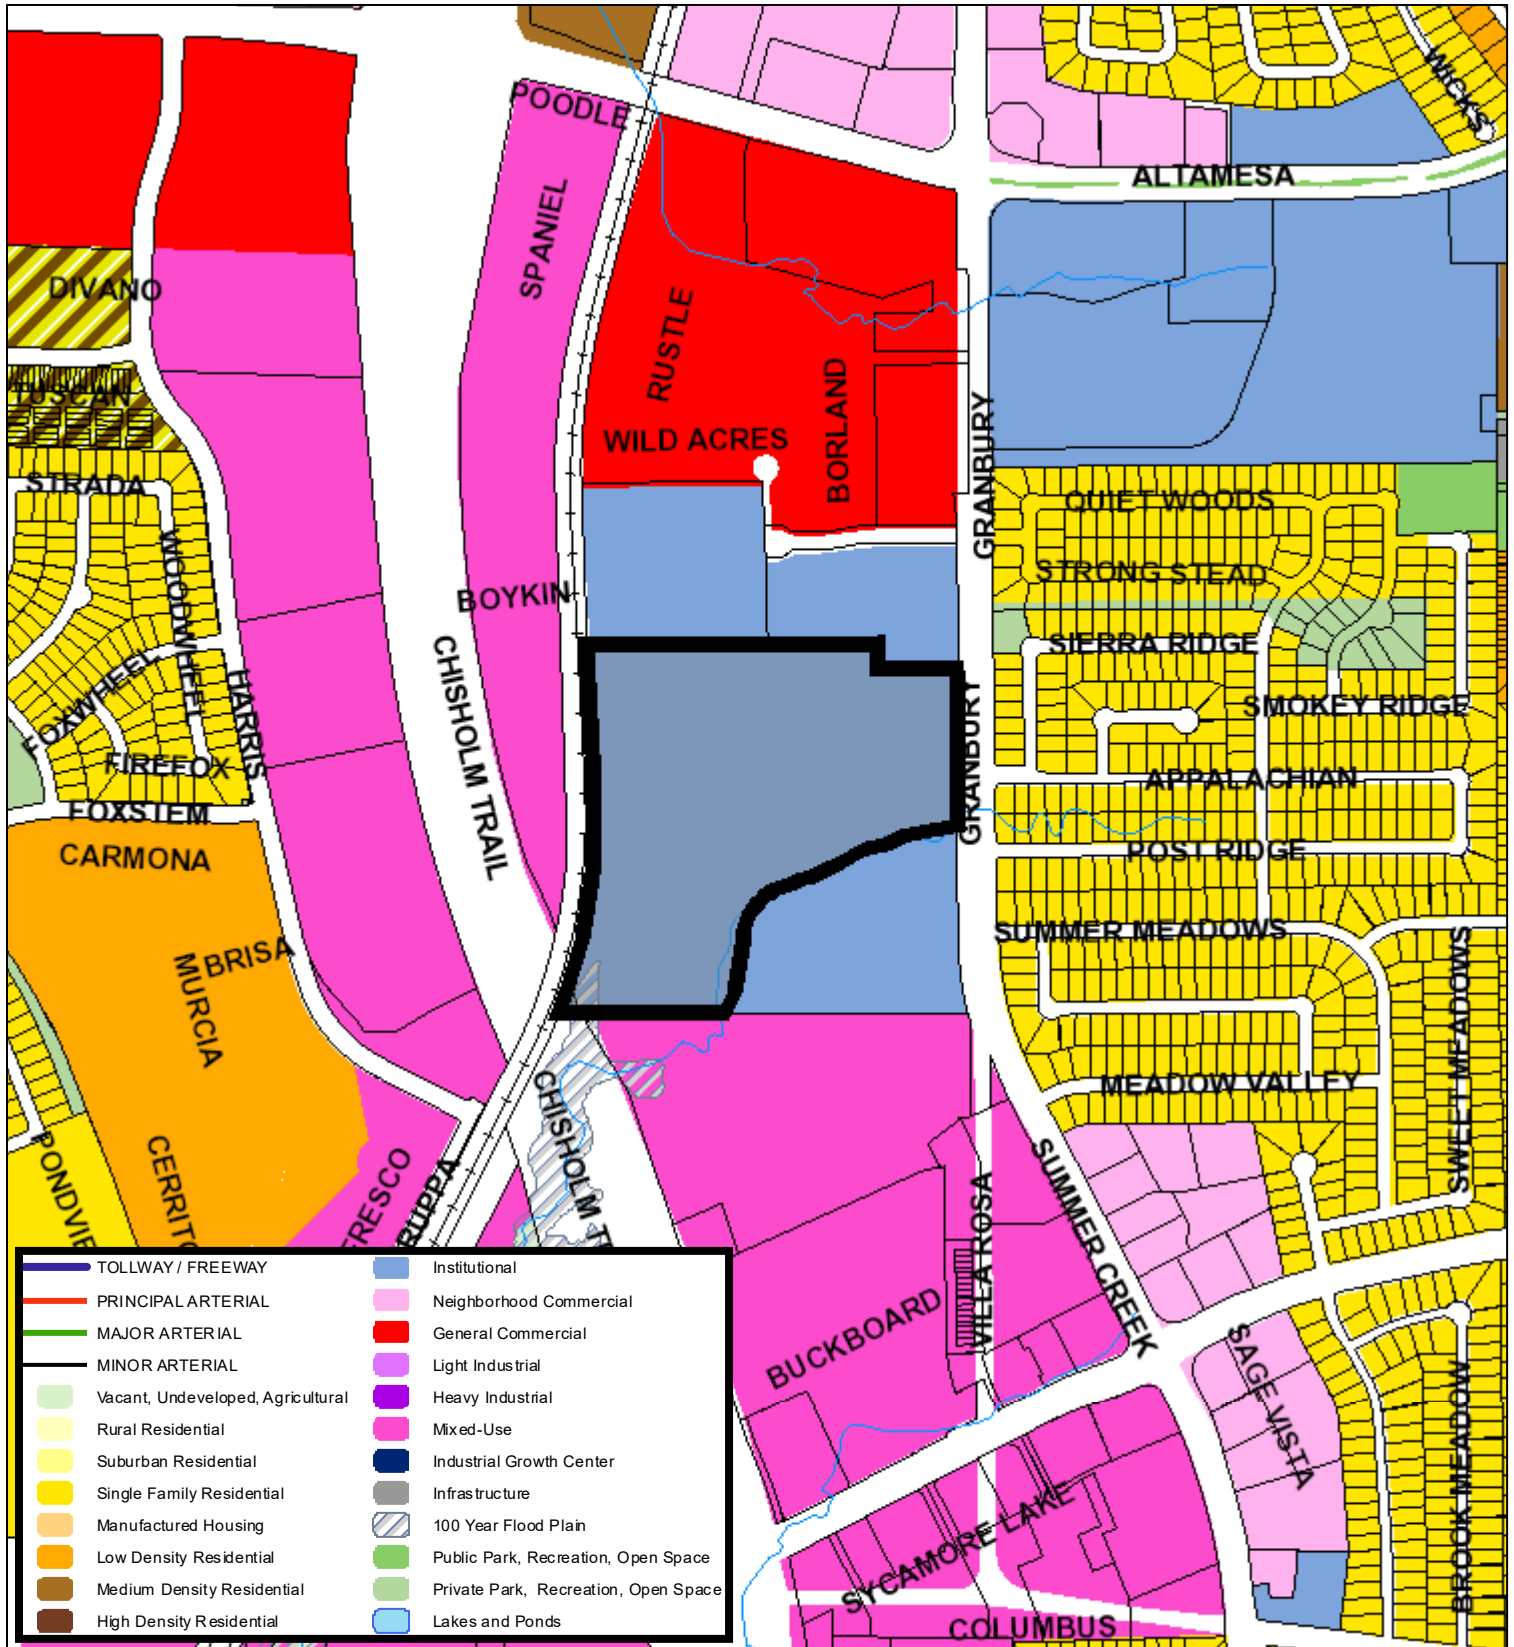 WICKS
POODLE
ALTAMESA
SPANIEL
DIVANO
RUSTLE
TUSCAN
BORLAND
WILD ACRES
GRANBURY
STRADA
QUIET WOODS
WOODWHEEL
STRONG STEAD
BOYKIN
SIERRA RIDGE
FOXWHEEL
HARRIS
CHISHOLM TRAIL
GRANBURY
SMOKEY RIDGE
FIREFOX
APPALACHIAN
FOXSTEM
CARMONA
POST RIDGE
SUMMER MEADOWS
BRISA
MURCIA
SWEET MEADOWS
MEADOW VALLEY
CHISHOLM TR
PONDVIE
CERRITO
FRESCO
RUPPA
VILLA ROSA
SUMMER CREEK
BUCKBOARD
SAGE VISTA
BROOK MEADOW
SYCAMORE LAKE
COLUMBUS
TOLLWAY / FREEWAY
PRINCIPAL ARTERIAL
MAJOR ARTERIAL
MINOR ARTERIAL
Vacant, Undeveloped, Agricultural
Rural Residential
Suburban Residential
Single Family Residential
Manufactured Housing
Low Density Residential
Medium Density Residential
High Density Residential
Institutional
Neighborhood Commercial
General Commercial
Light Industrial
Heavy Industrial
Mixed-Use
Industrial Growth Center
Infrastructure
100 Year Flood Plain
Public Park, Recreation, Open Space
Private Park, Recreation, Open Space
Lakes and Ponds